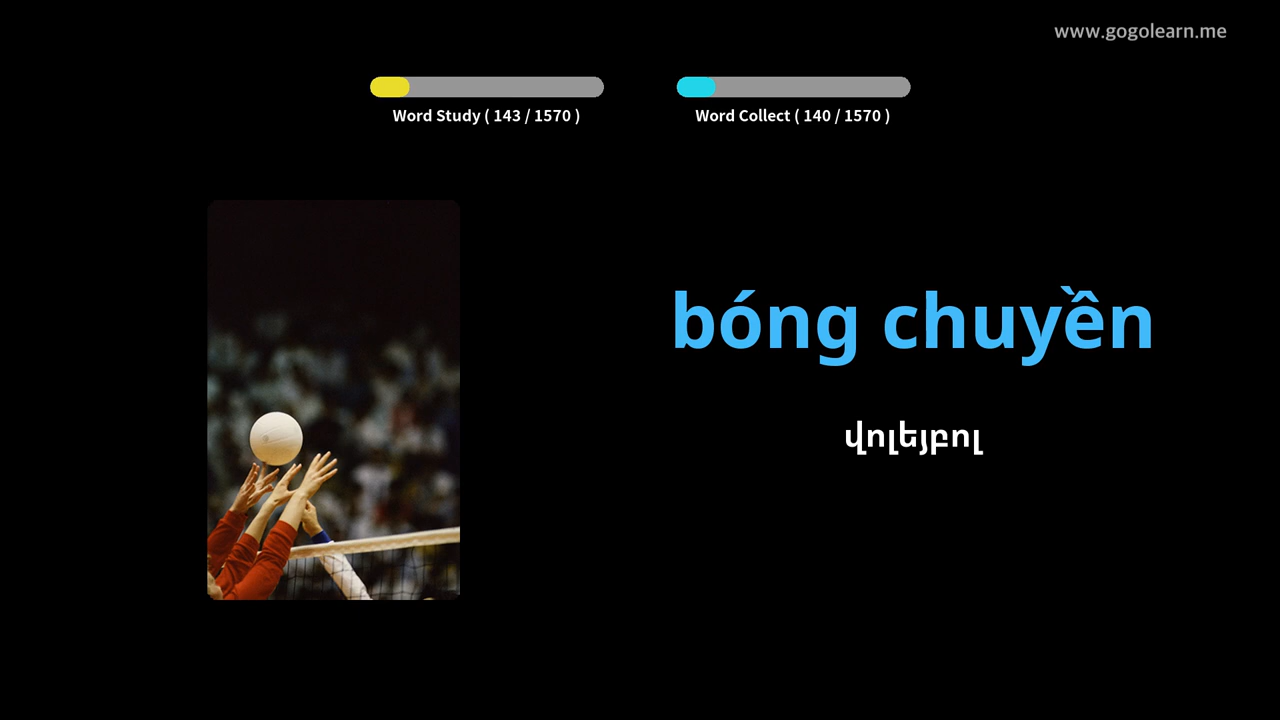 www.gogolearn.me
Word Study ( 143 / 1570 )
Word Collect ( 140 / 1570 )
bóng chuyền
վոլեյբոլ